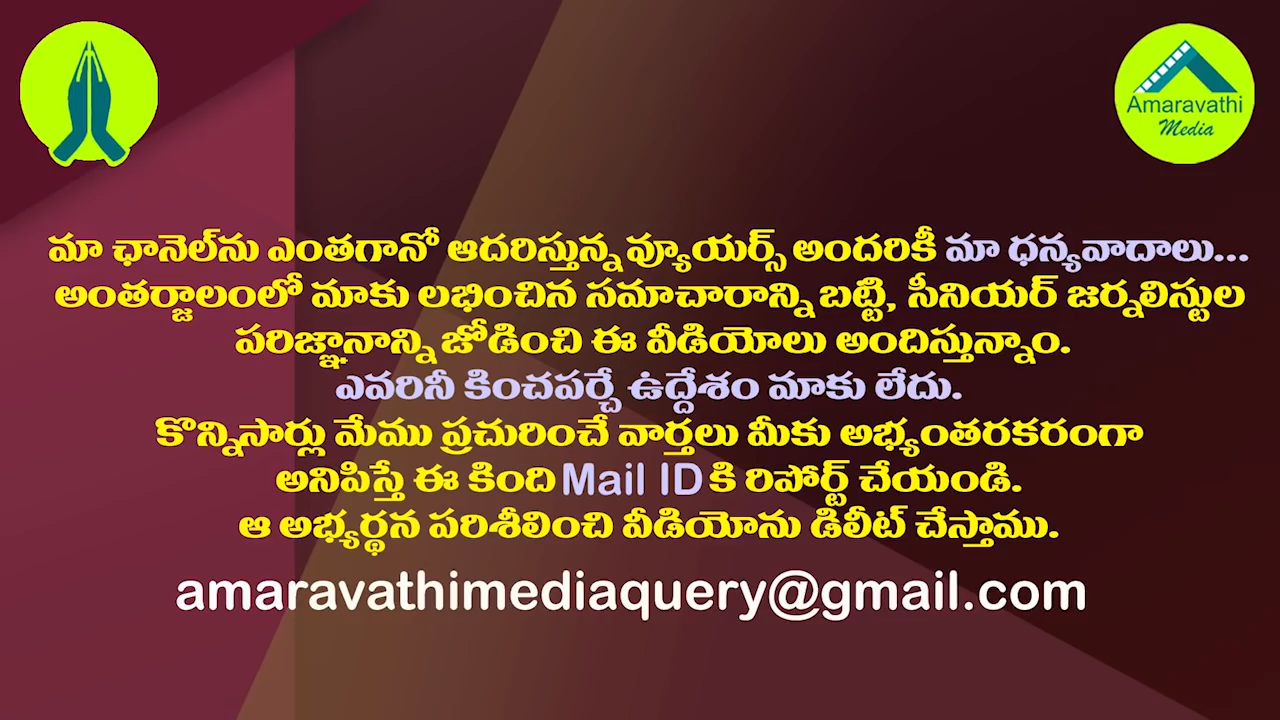 Amaravathi
Media
మా ఛానెల్‌ను ఎంతగానో ఆదరిస్తున్న వ్యూయర్స్ అందరికీ మా ధన్యవాదాలు...
అంతర్జాలంలో మాకు లభించిన సమాచారాన్ని బట్టి, సీనియర్ జర్నలిస్టుల
పరిజ్ఞానాన్ని జోడించి ఈ వీడియోలు అందిస్తున్నాం.
ఎవరినీ కించపర్చే ఉద్దేశం మాకు లేదు.
కొన్నిసార్లు మేము ప్రచురించే వార్తలు మీకు అభ్యంతరకరంగా
అనిపిస్తే ఈ కింది Mail ID కి రిపోర్ట్ చేయండి.
ఆ అభ్యర్థన పరిశీలించి వీడియోను డిలీట్ చేస్తాము.
amaravathimediaquery@gmail.com